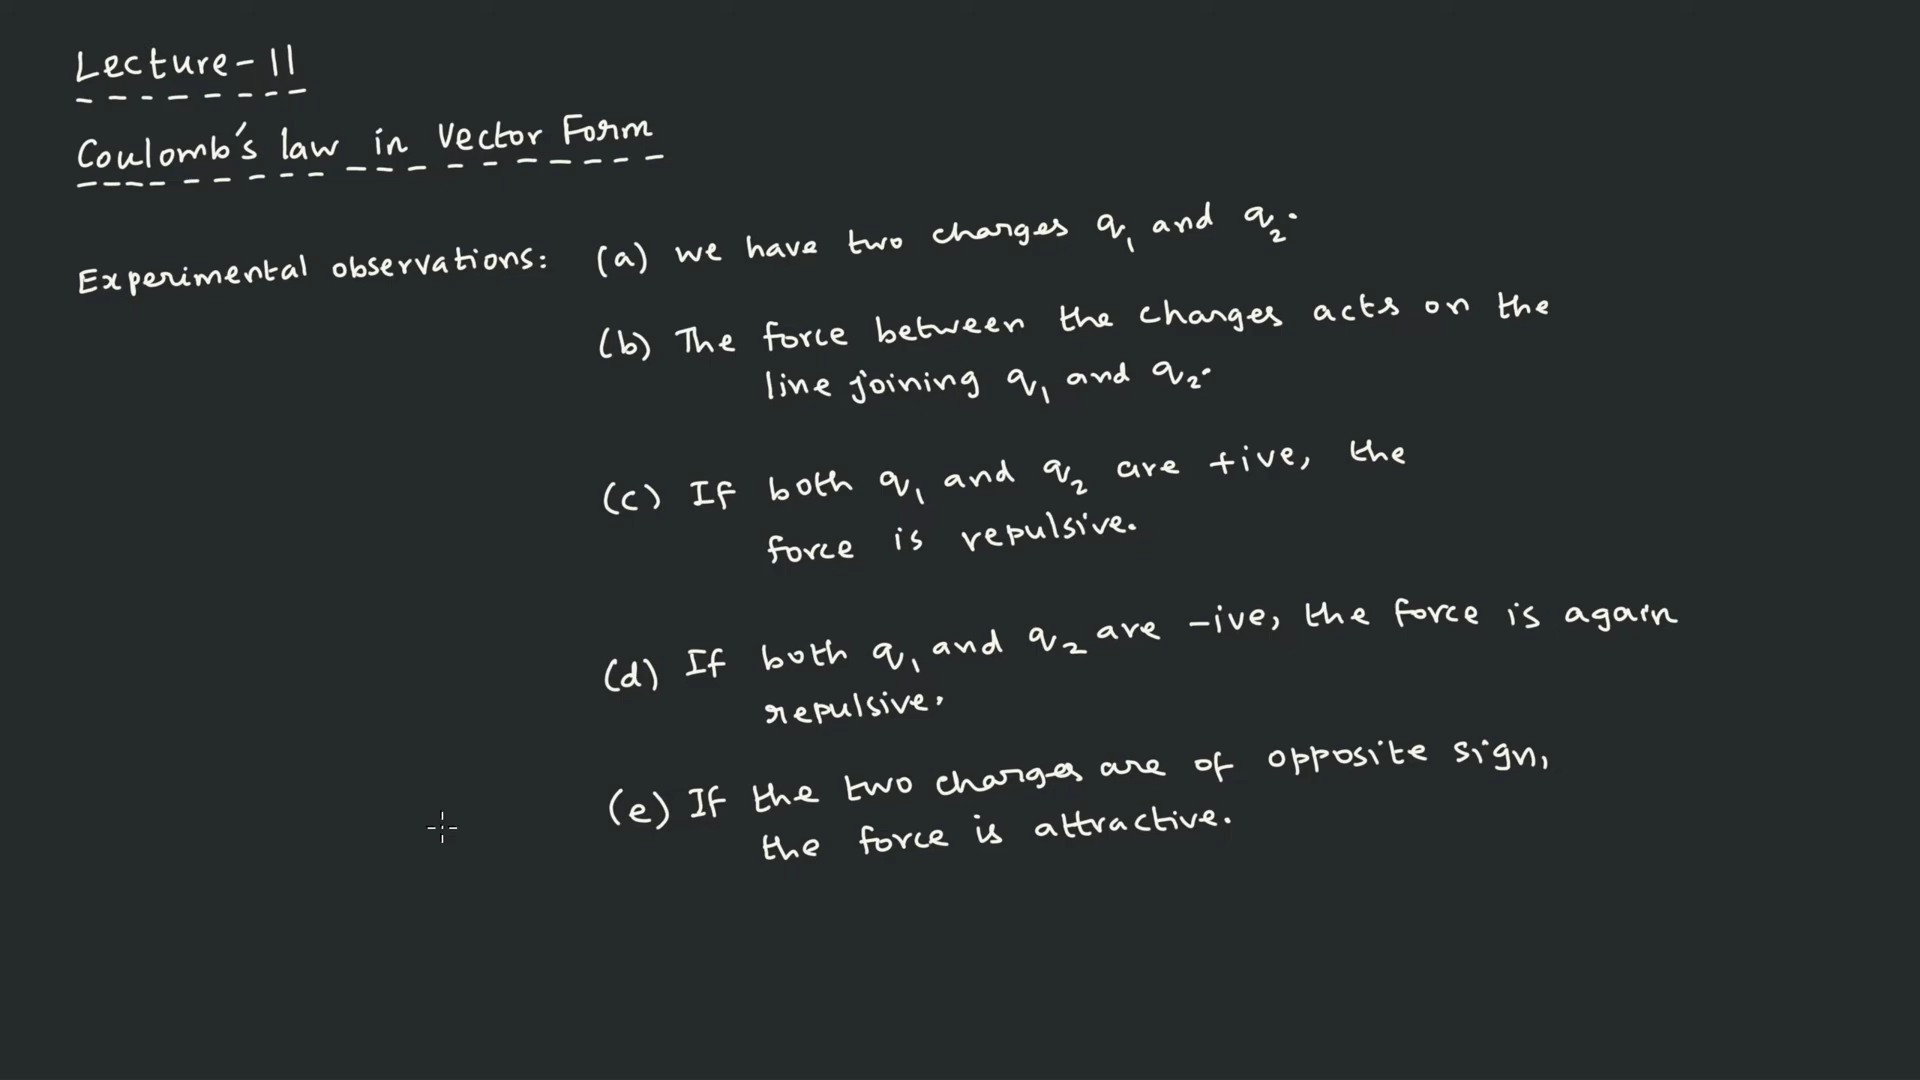 Lecture-11
Coulomb's law in Vector Form
Experimental observations: (a) we have two charges q₁ and q₂.
(b) The force between the charges acts on the
line joining q₁ and q₂.
(c) If both q₁ and q₂ are +ive, the
force is repulsive.
(d) If both q₁ and q₂ are -ive, the force is again
repulsive.
(e) If the two charges are of opposite sign,
the force is attractive.